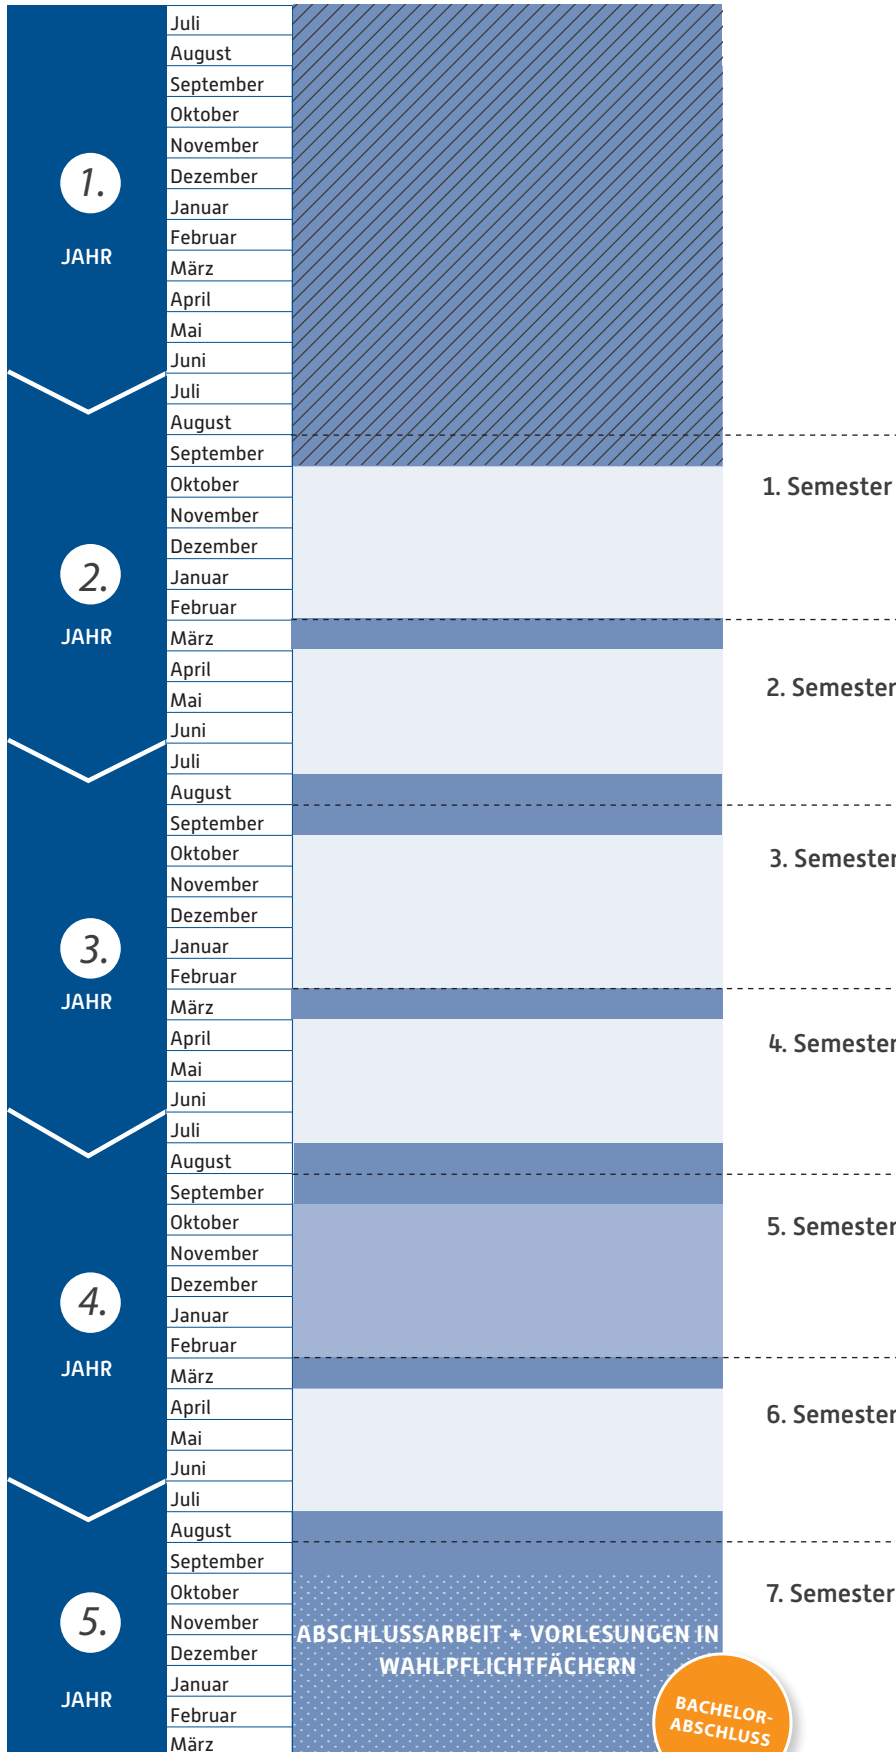 Juli
August
September
Oktober
November
Dezember
Januar
Februar
März
April
Mai
Juni
1.
JAHR
Juli
August
September
Oktober
November
Dezember
Januar
Februar
März
April
Mai
Juni
2.
JAHR
1. Semester
2. Semester
Juli
August
September
Oktober
November
Dezember
Januar
Februar
März
April
Mai
Juni
3.
JAHR
3. Semester
4. Semester
Juli
August
September
Oktober
November
Dezember
Januar
Februar
März
April
Mai
Juni
4.
JAHR
5. Semester
6. Semester
Juli
August
September
Oktober
November
Dezember
Januar
Februar
März
5.
JAHR
7. Semester
ABSCHLUSSARBEIT + VORLESUNGEN IN
WAHLPFLICHTFÄCHERN
BACHELOR-
ABSCHLUSS